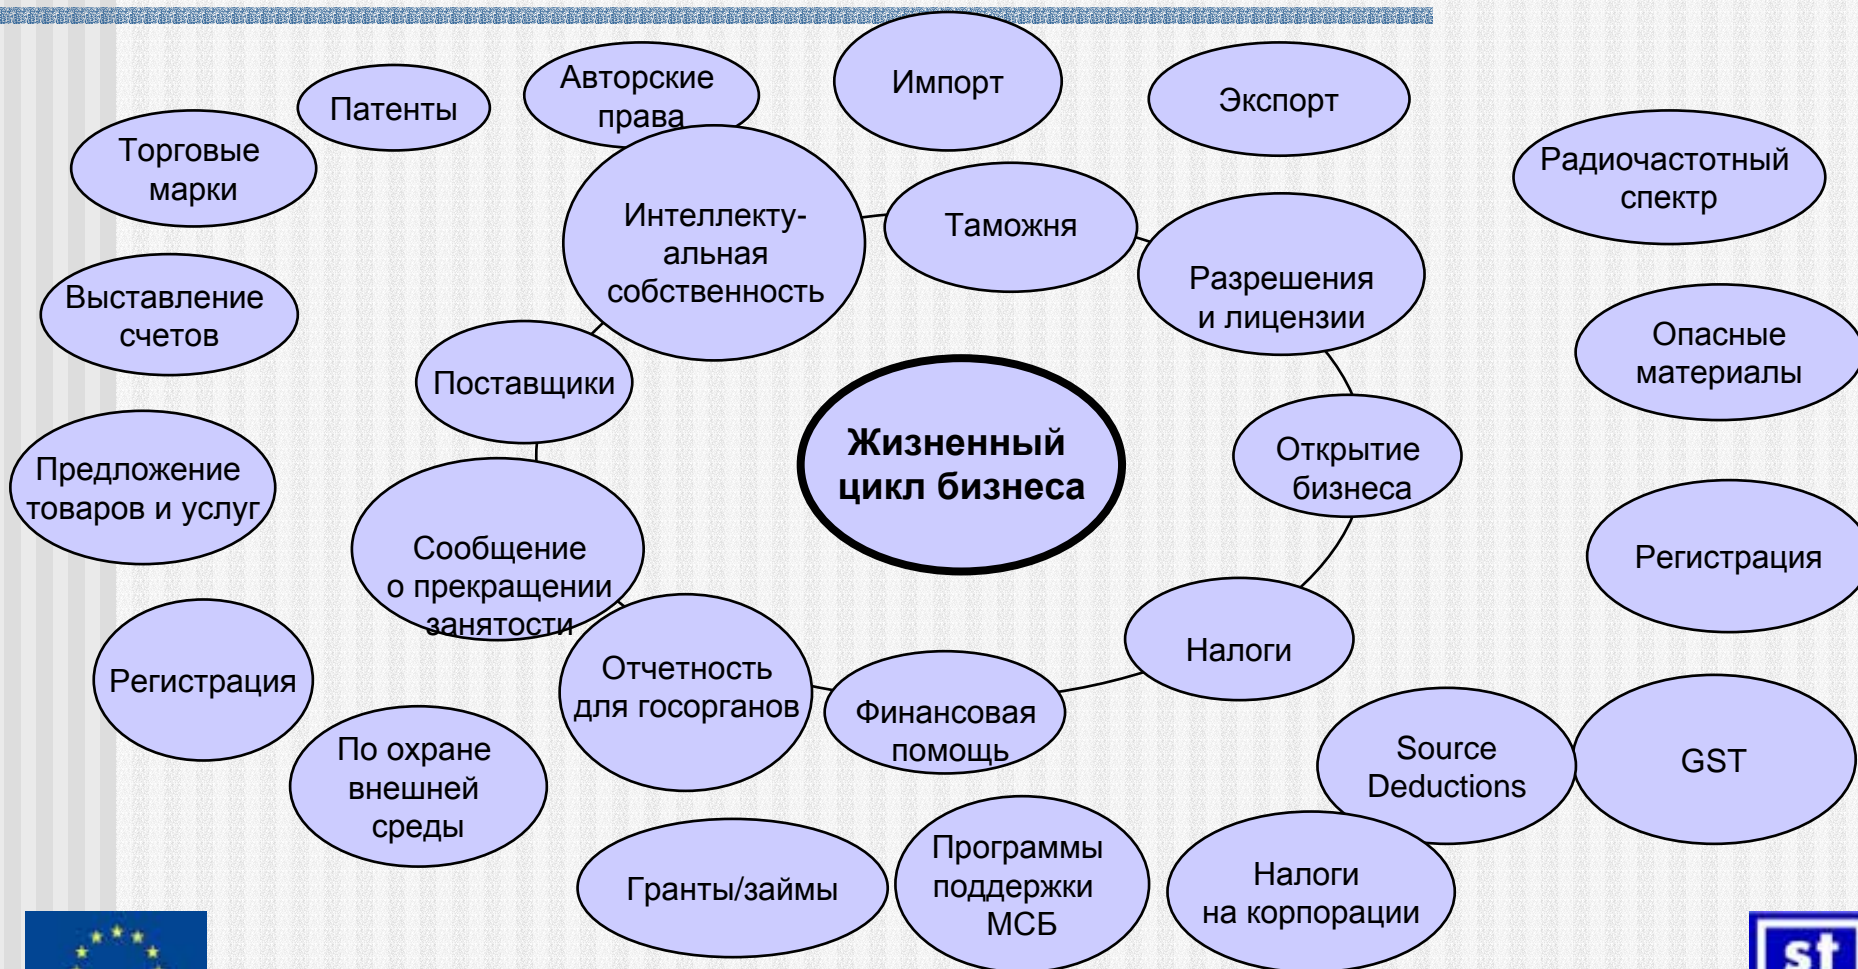 Авторские
права
Импорт
Экспорт
Патенты
Торговые
марки
Радиочастотный
спектр
Интеллекту-
альная
собственность
Таможня
Разрешения
и лицензии
Выставление
счетов
Опасные
материалы
Поставщики
Жизненный
цикл бизнеса
Открытие
бизнеса
Предложение
товаров и услуг
Сообщение
о прекращении
занятости
Регистрация
Налоги
Регистрация
Отчетность
для госорганов
Финансовая
помощь
По охране
внешней
среды
Source
Deductions
GST
Гранты/займы
Программы
поддержки
МСБ
Налоги
на корпорации
st